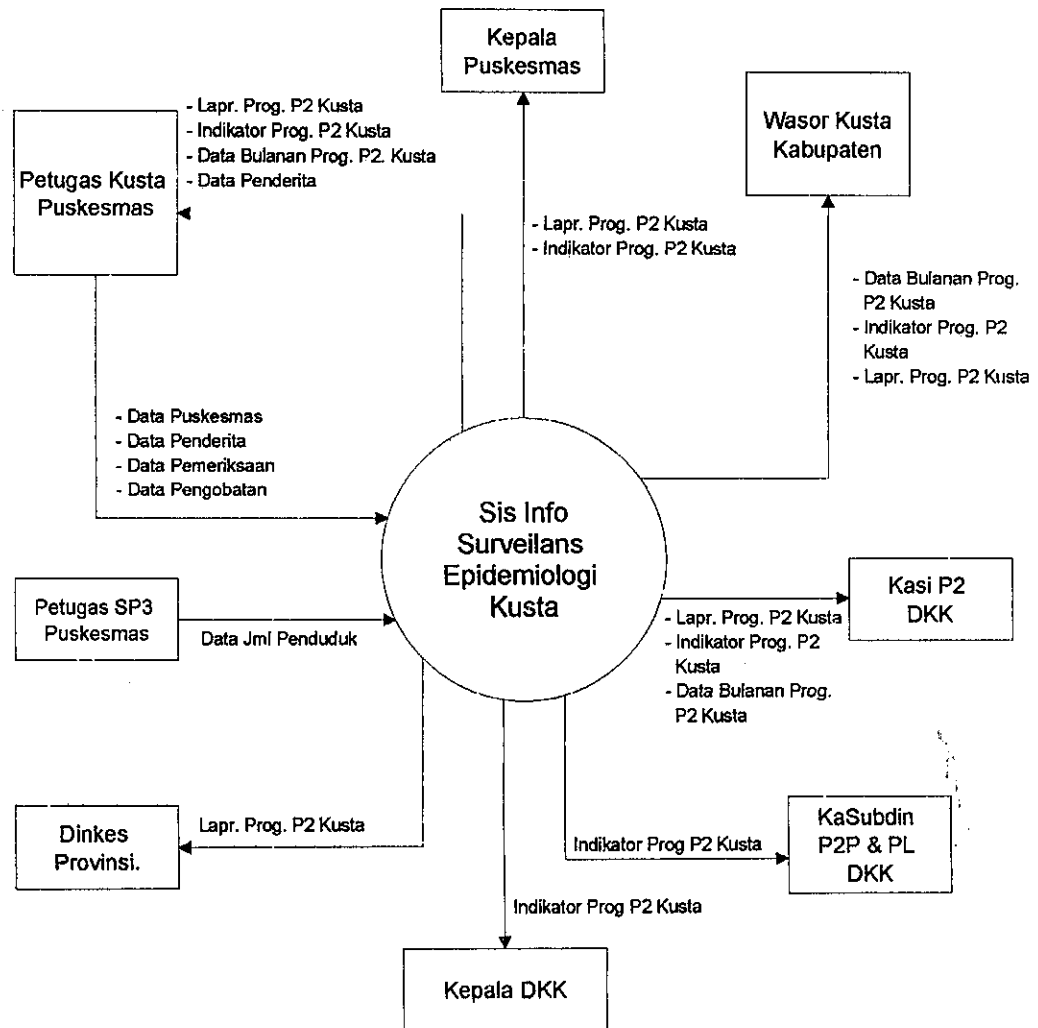 Kepala
Puskesmas
- Lapr. Prog. P2 Kusta
- Indikator Prog. P2 Kusta
- Data Bulanan Prog. P2. Kusta
- Data Penderita
Petugas Kusta
Puskesmas
Wasor Kusta
Kabupaten
- Lapr. Prog. P2 Kusta
- Indikator Prog. P2 Kusta
- Data Bulanan Prog.
P2 Kusta
- Indikator Prog. P2
Kusta
- Lapr. Prog. P2 Kusta
- Data Puskesmas
- Data Penderita
- Data Pemeriksaan
- Data Pengobatan
Sis Info
Surveilans
Epidemiologi
Kusta
Petugas SP3
Puskesmas
Data Jml Penduduk
Kasi P2
DKK
- Lapr. Prog. P2 Kusta
- Indikator Prog. P2
Kusta
- Data Bulanan Prog.
P2 Kusta
Dinkes
Provinsi.
Lapr. Prog. P2 Kusta
Indikator Prog P2 Kusta
KaSubdin
P2P & PL
DKK
Indikator Prog P2 Kusta
Kepala DKK